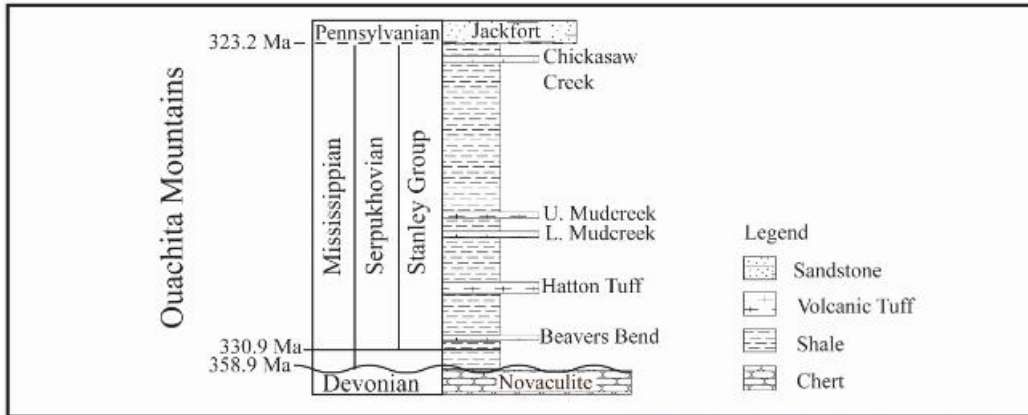 Ouachita Mountains
323.2 Ma
330.9 Ma
358.9 Ma
Pennsylvanian
Mississippian
Serpukhovian
Stanley Group
Devonian
Jackfort
Chickasaw
Creek
U. Mudcreek
L. Mudcreek
Hatton Tuff
Beavers Bend
Novaculite
Legend
Sandstone
Volcanic Tuff
Shale
Chert